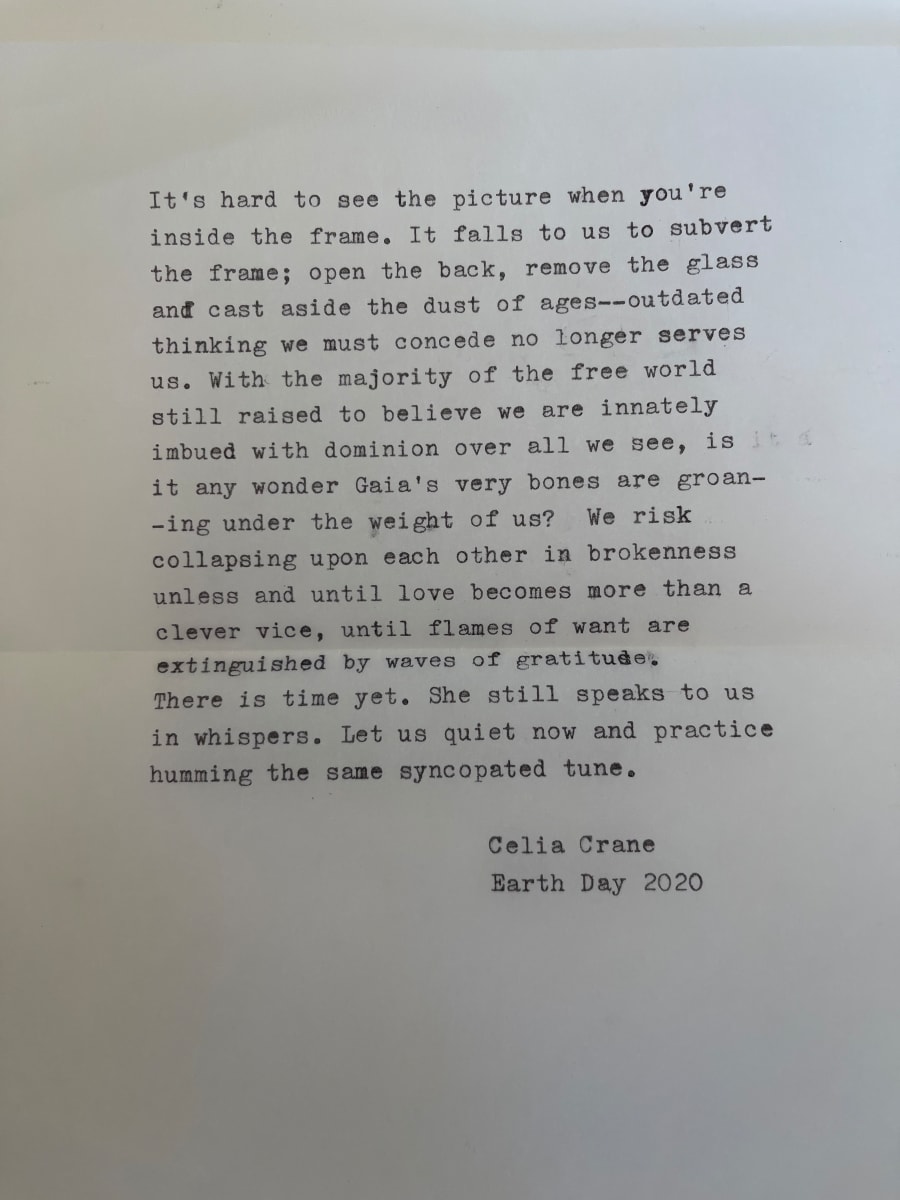 It's hard to see the picture when you're
inside the frame. It falls to us to subvert
the frame; open the back, remove the glass
and cast aside the dust of ages--outdated
thinking we must concede no longer serves
us. With the majority of the free world
still raised to believe we are innately
imbued with dominion over all we see, is
it any wonder Gaia's very bones are groan-
-ing under the weight of us? We risk
collapsing upon each other in brokenness
unless and until love becomes more than a
clever vice, until flames of want are
extinguished by waves of gratitude.
There is time yet. She still speaks to us
in whispers. Let us quiet now and practice
humming the same syncopated tune.
Celia Crane
Earth Day 2020